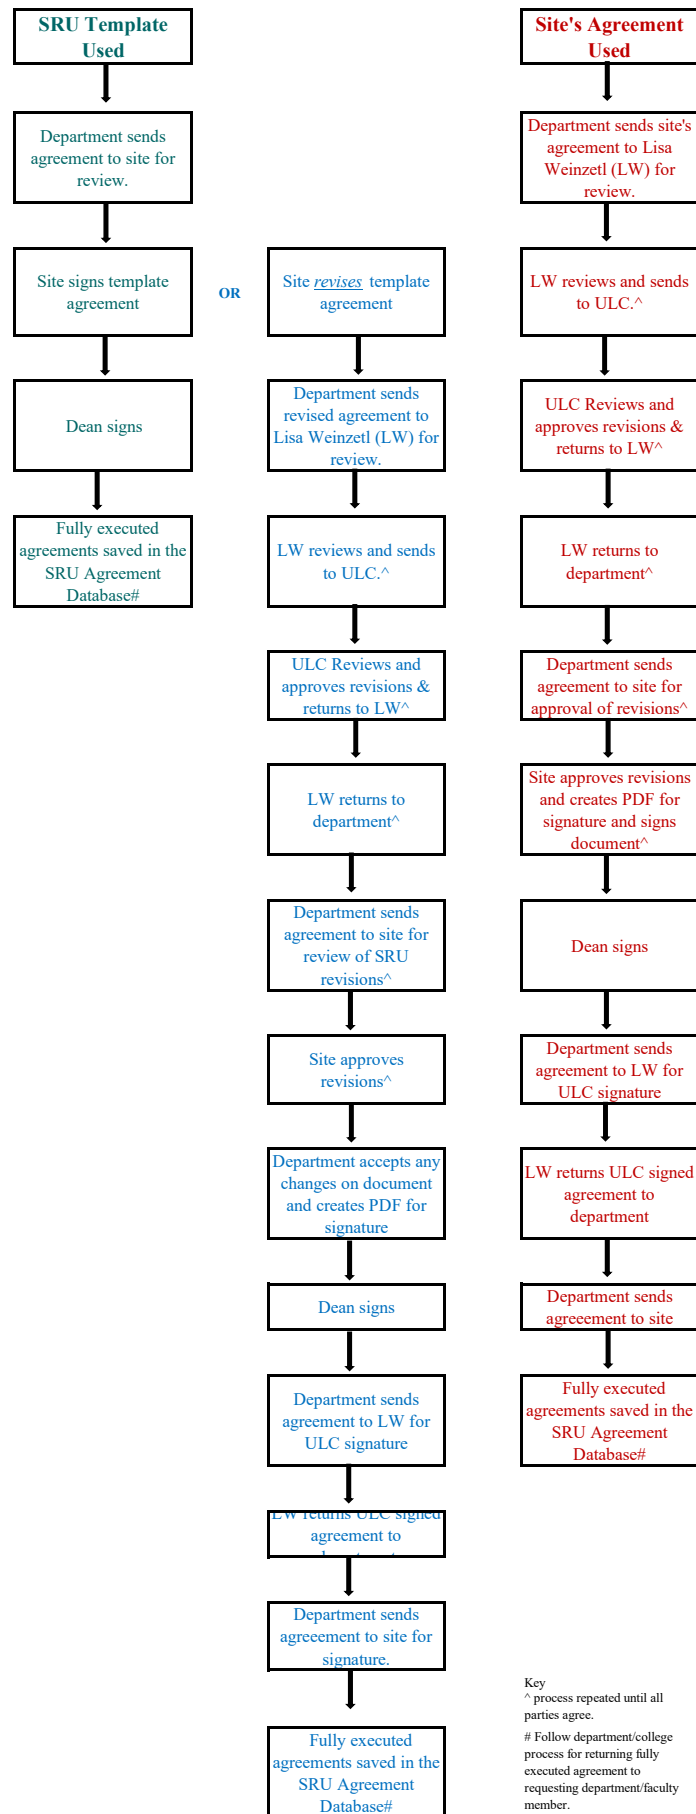 SRU Template
Used
Department sends
agreement to site for
review.
Site signs template
agreement
Dean signs
Fully executed
agreements saved in the
SRU Agreement
Database#
OR
Site revises template
agreement
Department sends
revised agreement to
Lisa Weinzetl (LW) for
review.
LW reviews and sends
to ULC.^
ULC Reviews and
approves revisions &
returns to LW^
LW returns to
department^
Department sends
agreement to site for
review of SRU
revisions^
Site approves
revisions^
Department accepts any
changes on document
and creates PDF for
signature
Dean signs
Department sends
agreement to LW for
ULC signature
LW returns ULC signed
agreement to
Department sends
agreeement to site for
signature.
Fully executed
agreements saved in the
SRU Agreement
Database#
Site's Agreement
Used
Department sends site's
agreement to Lisa
Weinzetl (LW) for
review.
LW reviews and sends
to ULC.^
ULC Reviews and
approves revisions &
returns to LW^
LW returns to
department^
Department sends
agreement to site for
approval of revisions^
Site approves revisions
and creates PDF for
signature and signs
document^
Dean signs
Department sends
agreement to LW for
ULC signature
LW returns ULC signed
agreement to
department
Department sends
agreeement to site
Fully executed
agreements saved in the
SRU Agreement
Database#
Key
^ process repeated until all
parties agree.
# Follow department/college
process for returning fully
executed agreement to
requesting department/faculty
member.